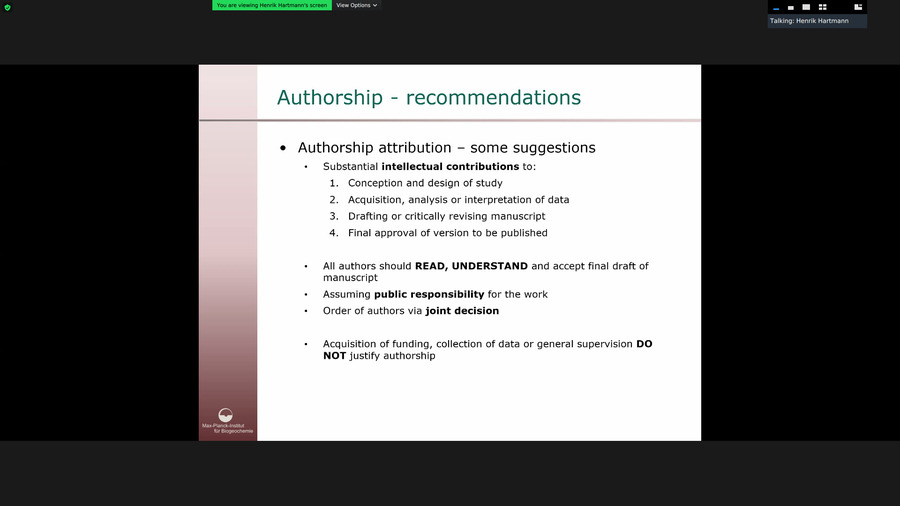 You are viewing Henrik Hartmann's screen
View Options
Talking: Henrik Hartmann
Authorship - recommendations
• Authorship attribution – some suggestions
• Substantial intellectual contributions to:
1. Conception and design of study
2. Acquisition, analysis or interpretation of data
3. Drafting or critically revising manuscript
4. Final approval of version to be published
• All authors should READ, UNDERSTAND and accept final draft of
manuscript
• Assuming public responsibility for the work
• Order of authors via joint decision
• Acquisition of funding, collection of data or general supervision DO
NOT justify authorship
Max-Planck-Institut
für Biogeochemie